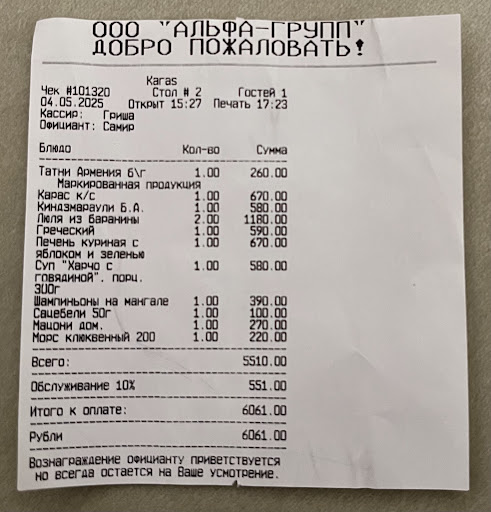 ООО "АЛЬФА-ГРУПП"
ДОБРО ПОЖАЛОВАТЬ!
Karas
Чек #101320 Стол # 2 Гостей 1
04.05.2025 Открыт 15:27 Печать 17:23
Кассир: Гриша
Официант: Самир
Блюдо Кол-во Сумма
Татни Армения б\г 1.00 260.00
Маркированная продукция
Карас к/с 1.00 670.00
Киндзмараули Б.А. 1.00 580.00
Люля из баранины 2.00 1180.00
Греческий 1.00 590.00
Печень куриная с 1.00 670.00
яблоком и зеленью
Суп "Харчо с 1.00 580.00
говядиной". порц.
300г
Шампиньоны на мангале 1.00 390.00
Сацебели 50г 1.00 100.00
Мацони дом. 1.00 270.00
Морс клюквенный 200 1.00 220.00
Всего: 5510.00
Обслуживание 10% 551.00
Итого к оплате: 6061.00
Рубли 6061.00
Вознаграждение официанту приветствуется
но всегда остается на Ваше усмотрение.